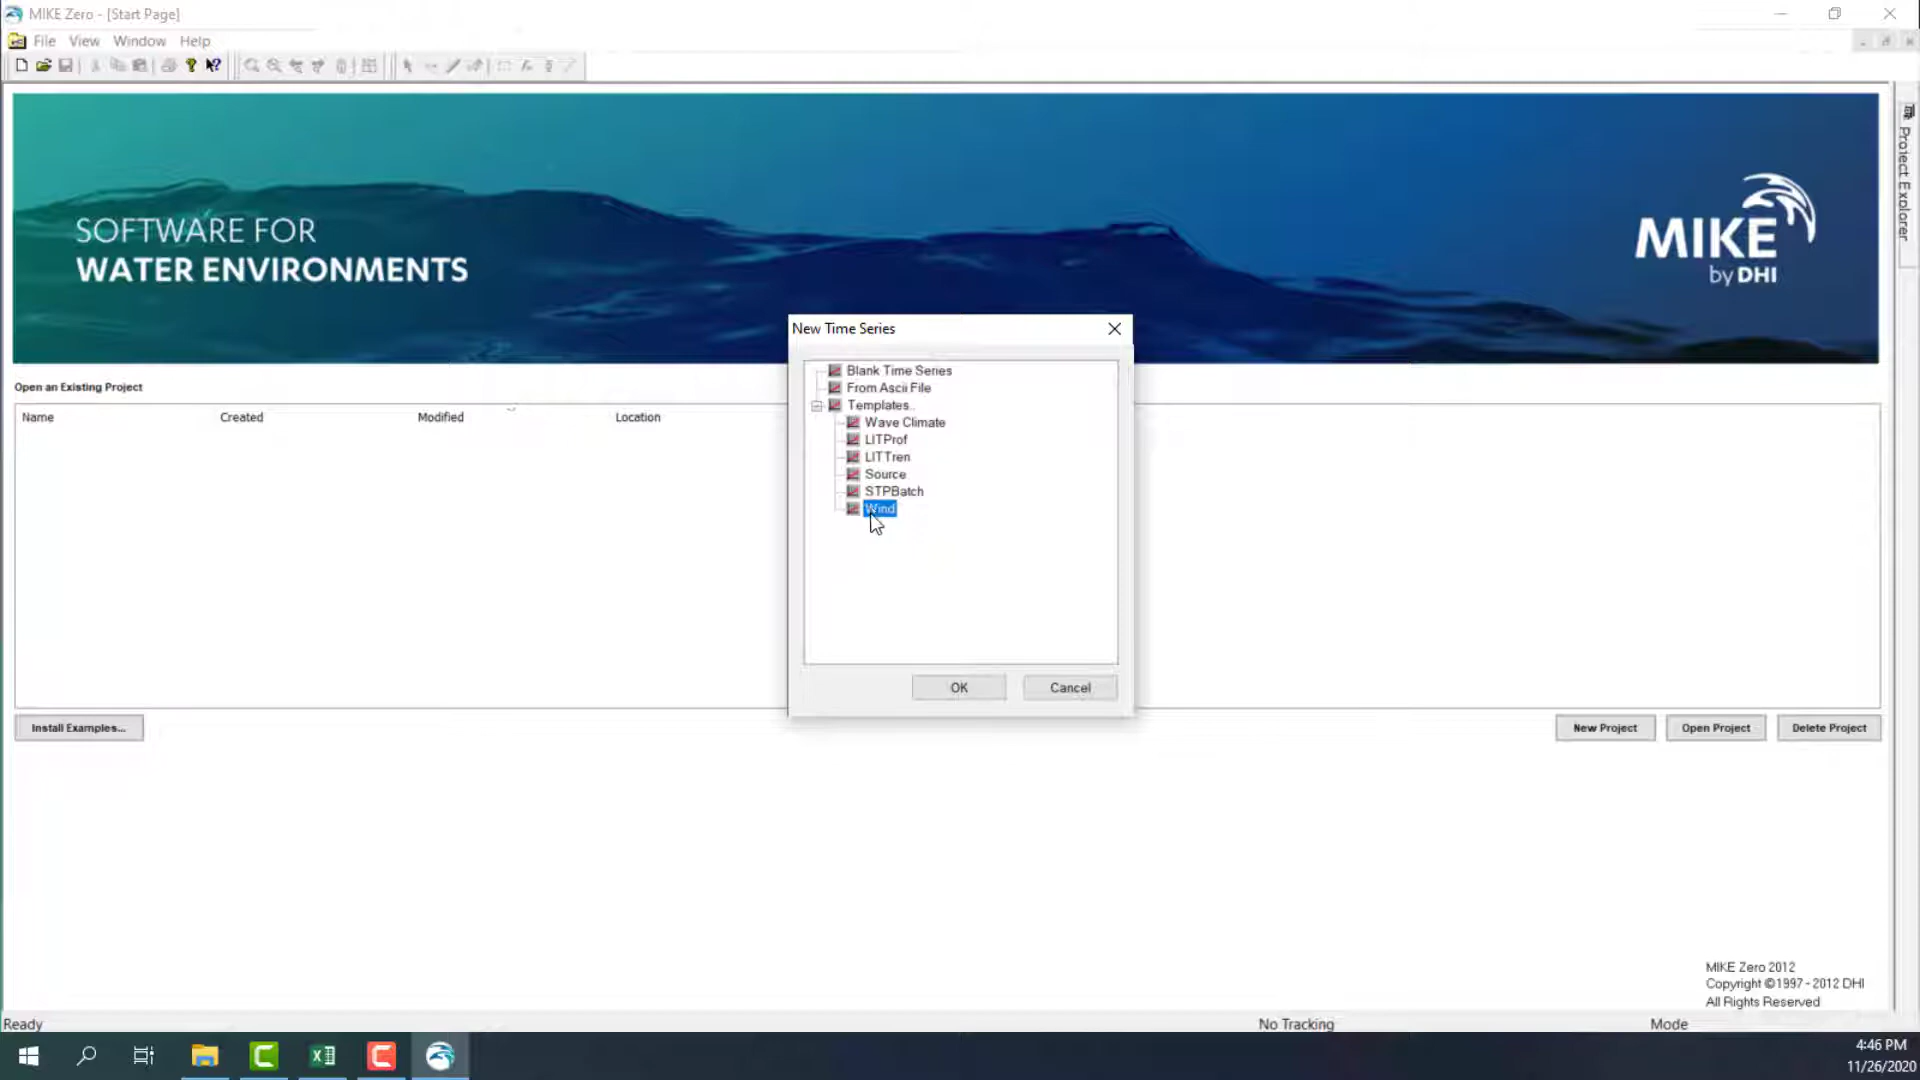 MIKE Zero - [Start Page]
File View Window Help
Project Explorer
SOFTWARE FOR
WATER ENVIRONMENTS
MIKE
by DHI
New Time Series
Blank Time Series
From Ascii File
Templates..
Wave Climate
LITProf
LITTren
Source
STPBatch
Wind
OK Cancel
Open an Existing Project
Name Created Modified Location
Install Examples... New Project Open Project Delete Project
MIKE Zero 2012
Copyright ©1997 - 2012 DHI
All Rights Reserved
Ready No Tracking Mode
4:46 PM
11/26/2020